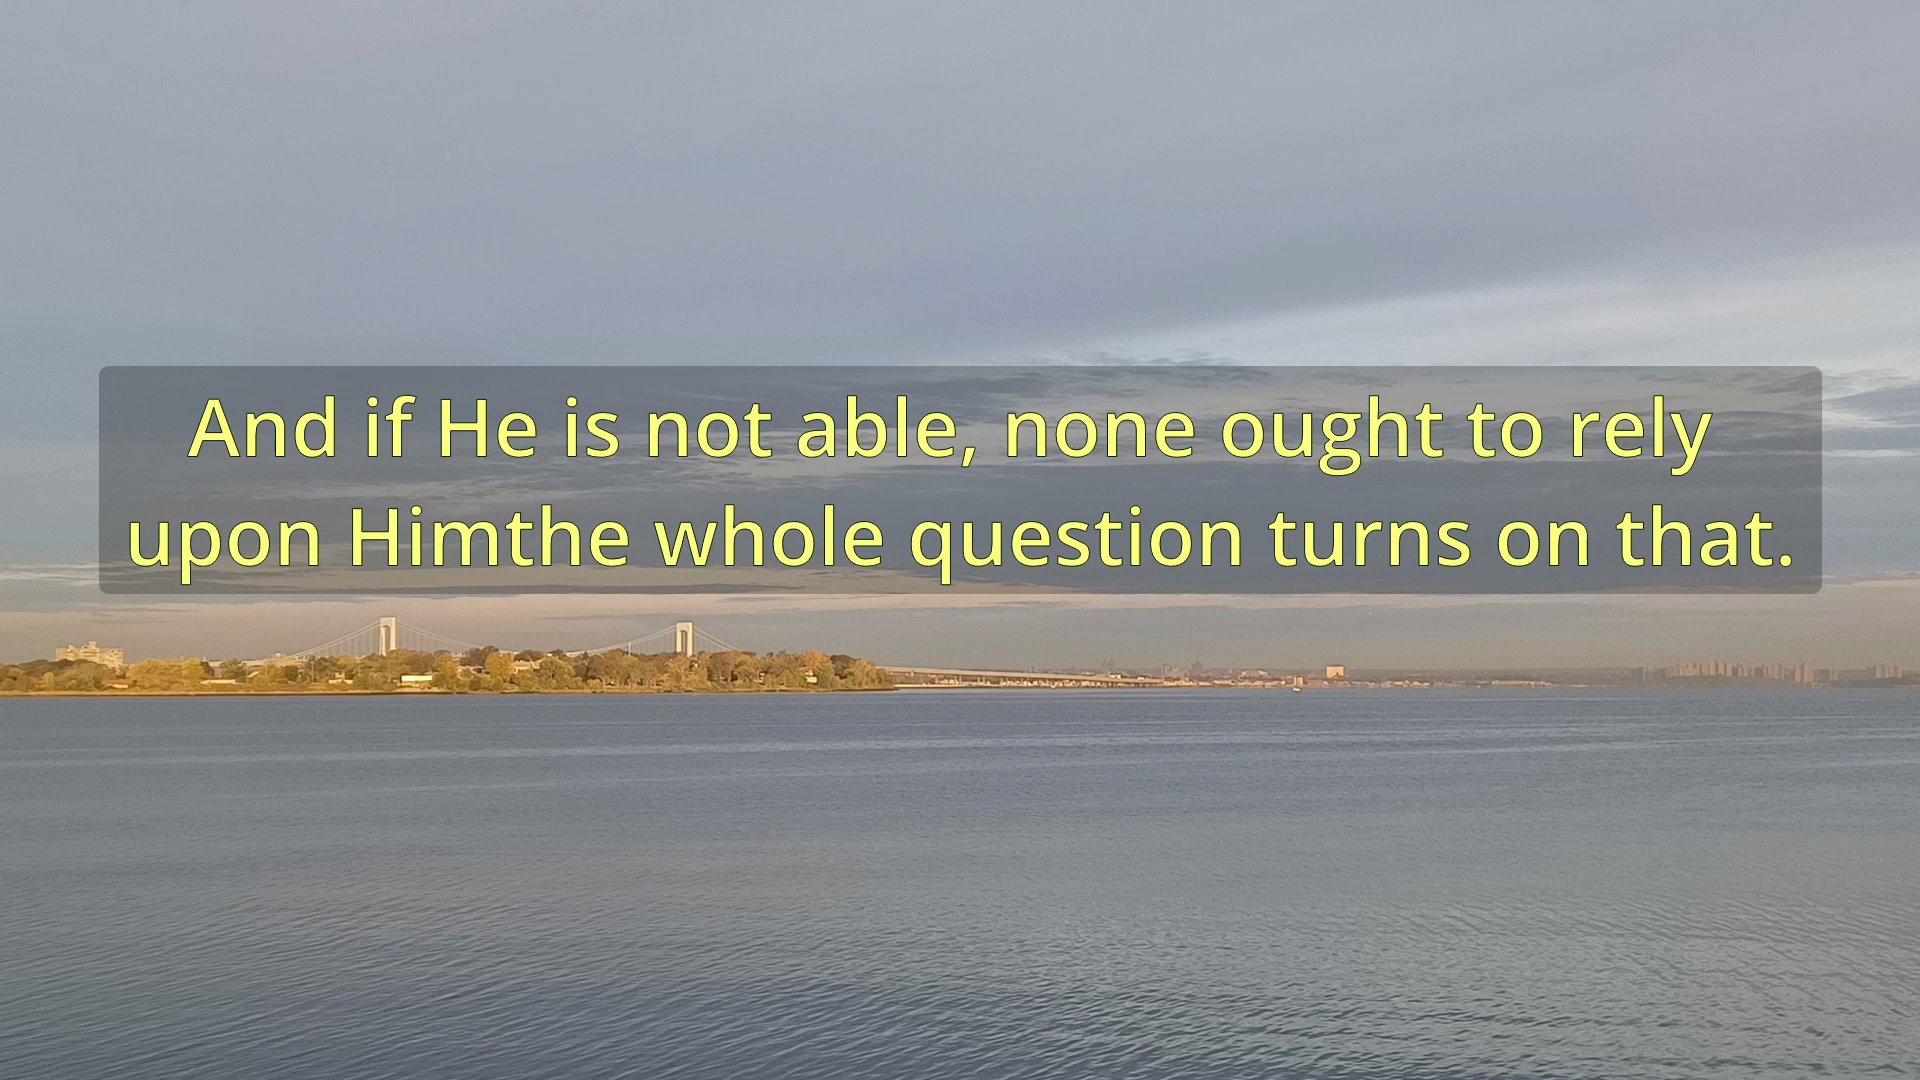 And if He is not able, none ought to rely
upon Himthe whole question turns on that.